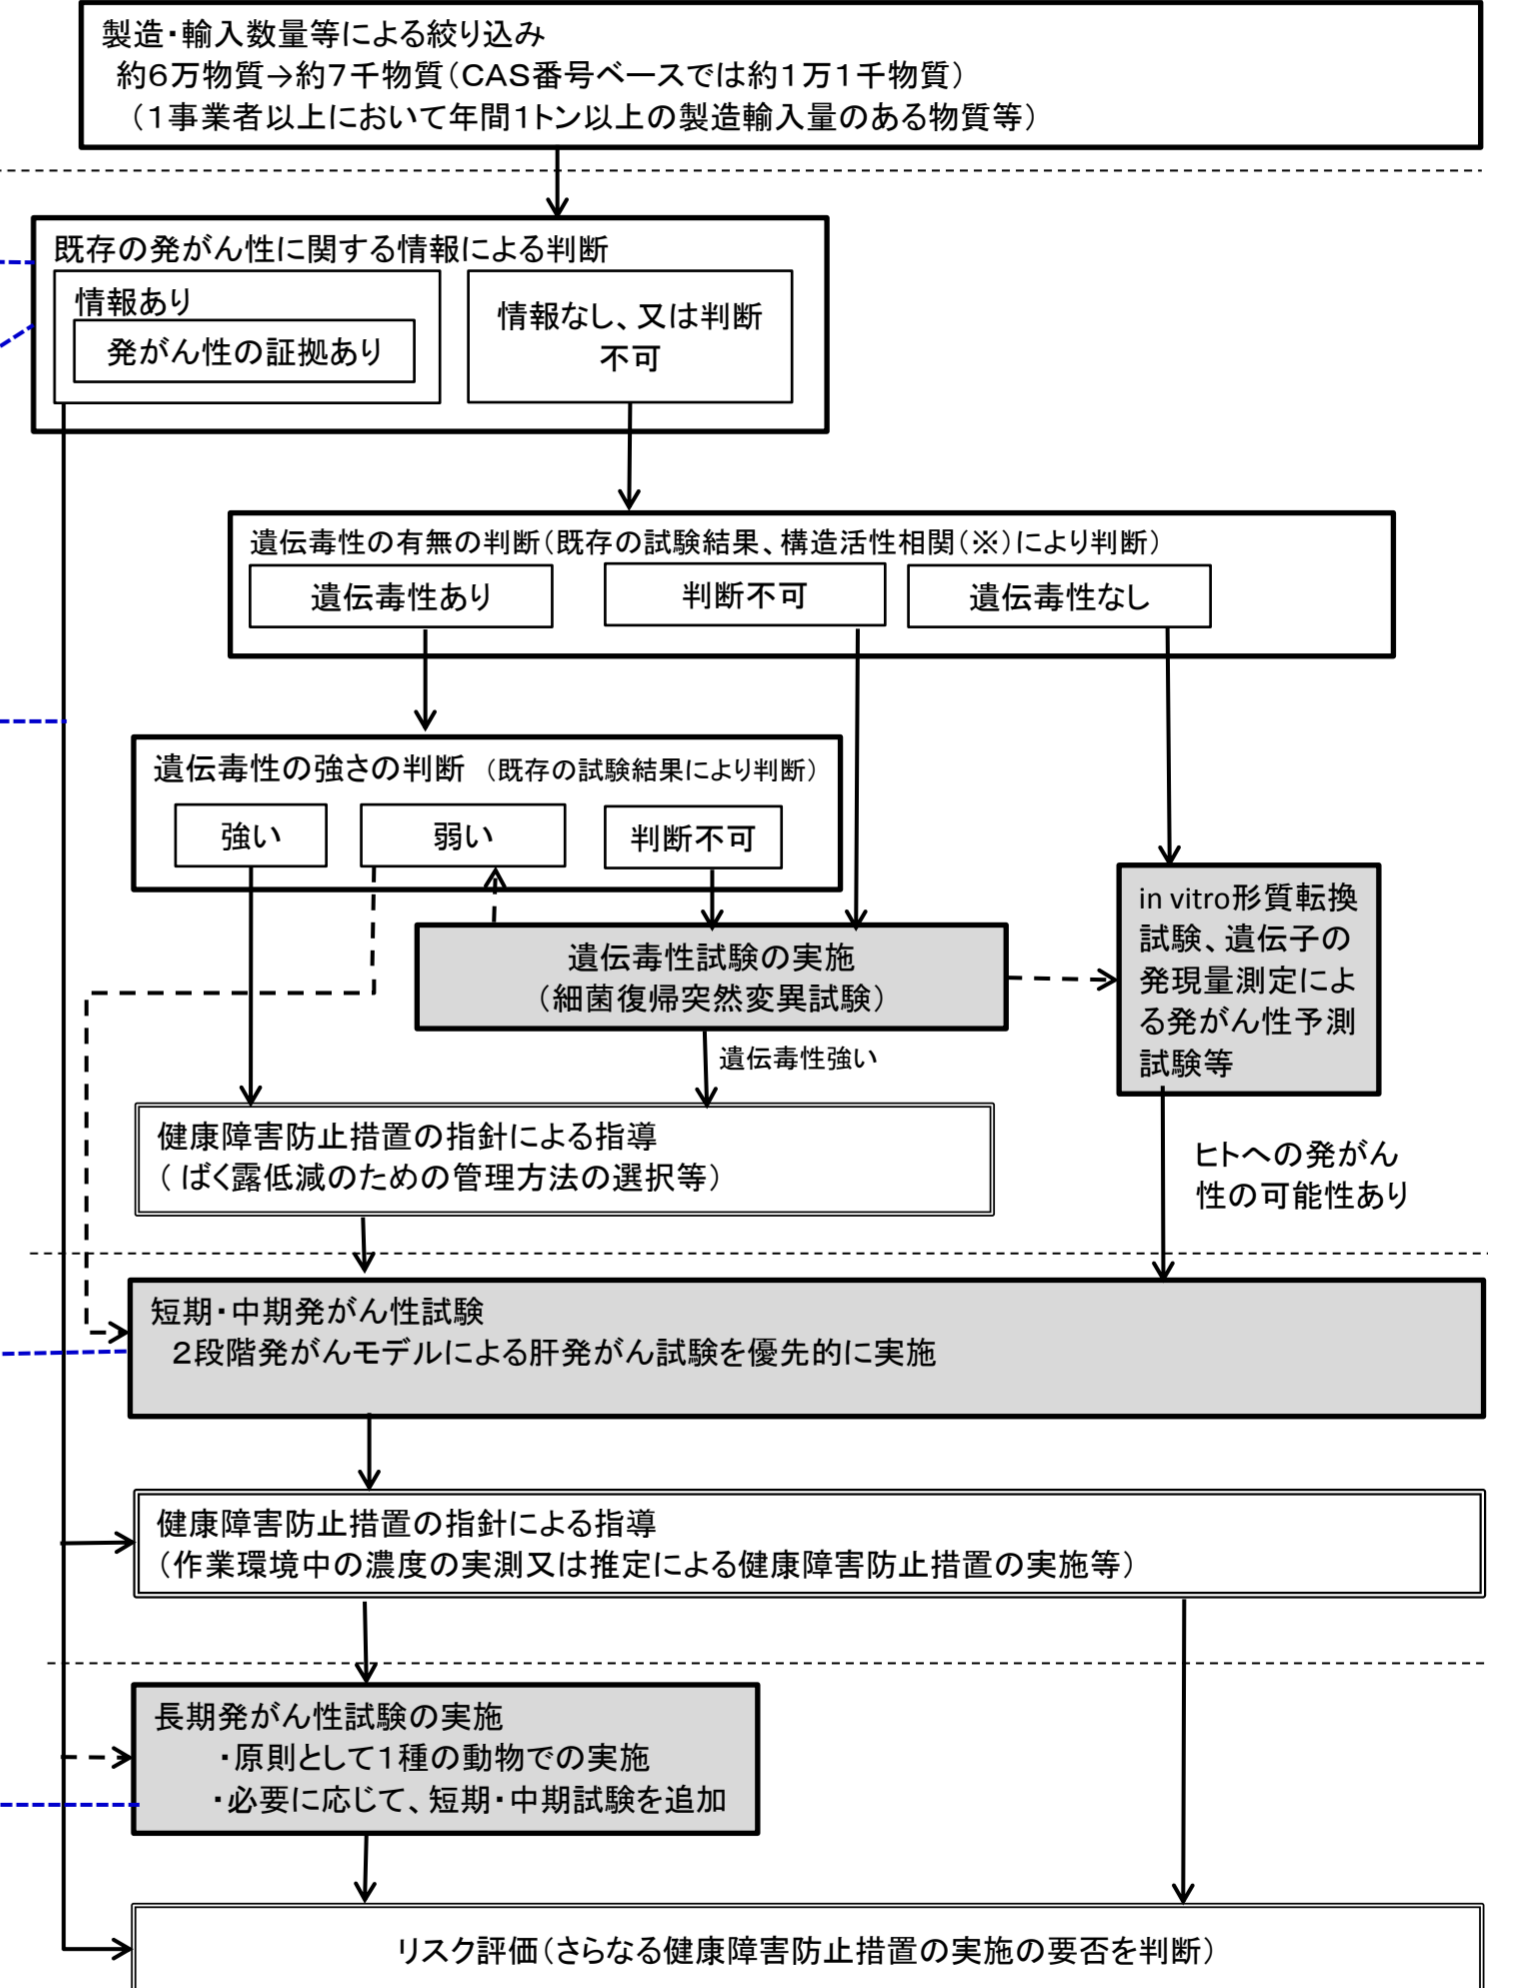 製造・輸入数量等による絞り込み
約６万物質→約７千物質（CAS番号ベースでは約１万１千物質）
（１事業者以上において年間１トン以上の製造輸入量のある物質等）
既存の発がん性に関する情報による判断
情報あり
発がん性の証拠あり
情報なし、又は判断
不可
遺伝毒性の有無の判断（既存の試験結果、構造活性相関（※）により判断）
遺伝毒性あり
判断不可
遺伝毒性なし
遺伝毒性の強さの判断 （既存の試験結果により判断）
強い
弱い
判断不可
in vitro形質転換
試験、遺伝子の
発現量測定によ
る発がん性予測
試験等
遺伝毒性試験の実施
（細菌復帰突然変異試験）
遺伝毒性強い
健康障害防止措置の指針による指導
（ ばく露低減のための管理方法の選択等）
ヒトへの発がん
性の可能性あり
短期・中期発がん性試験
２段階発がんモデルによる肝発がん試験を優先的に実施
健康障害防止措置の指針による指導
（作業環境中の濃度の実測又は推定による健康障害防止措置の実施等）
長期発がん性試験の実施
・原則として１種の動物での実施
・必要に応じて、短期・中期試験を追加
リスク評価（さらなる健康障害防止措置の実施の要否を判断）